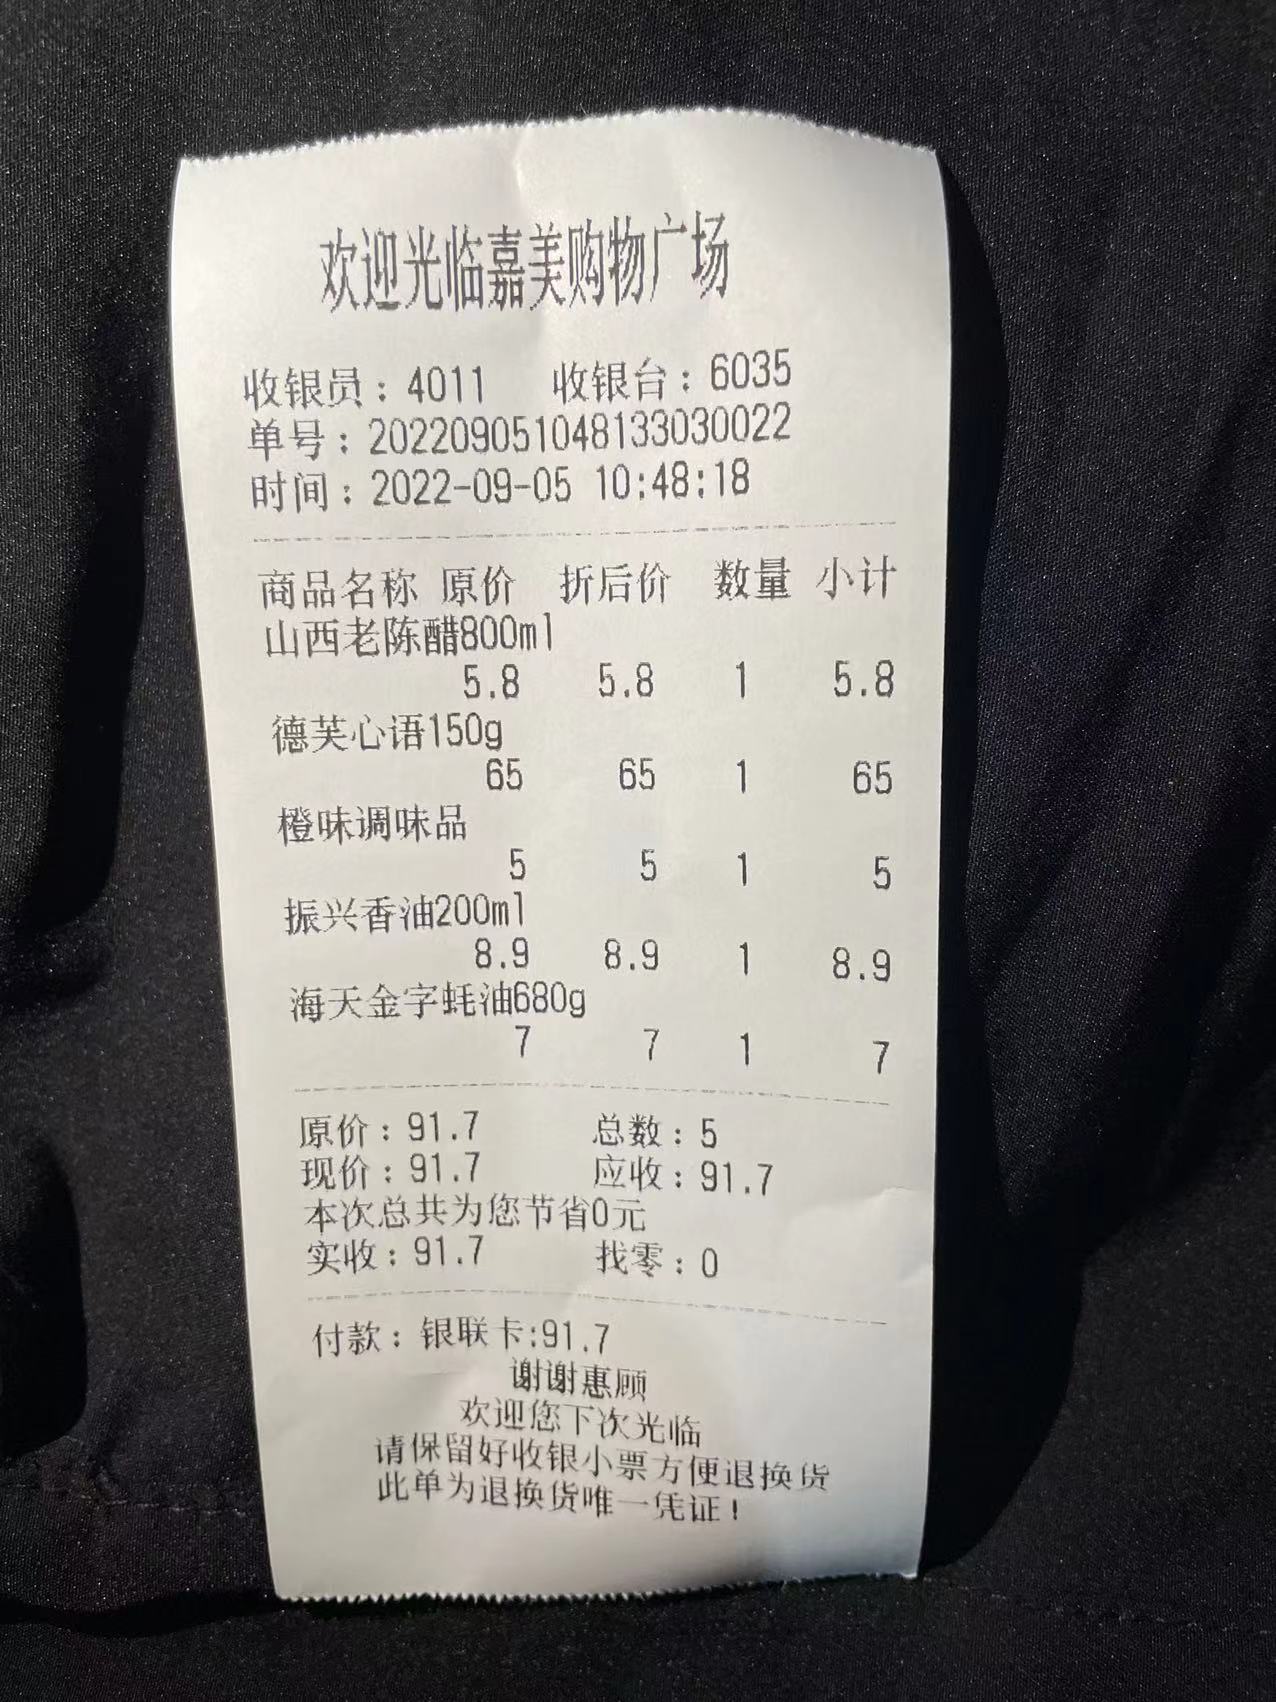 欢迎光临嘉美购物广场
收银员：4011 收银台：6035
单号：202209051048133030022
时间：2022-09-05 10:48:18
商品名称 原价 折后价 数量 小计
山西老陈醋800ml
5.8 5.8 1 5.8
德芙心语150g
65 65 1 65
橙味调味品
5 5 1 5
振兴香油200ml
8.9 8.9 1 8.9
海天金字蚝油680g
7 7 1 7
原价：91.7 总数：5
现价：91.7 应收：91.7
本次总共为您节省0元
实收：91.7 找零：0
付款：银联卡:91.7
谢谢惠顾
欢迎您下次光临
请保留好收银小票方便退换货
此单为退换货唯一凭证！